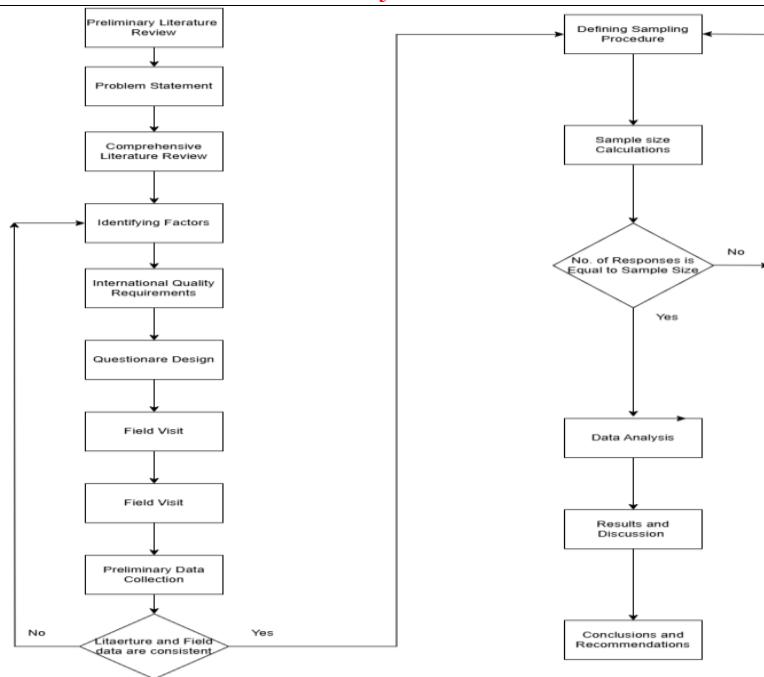 Preliminary Literature
Review
Problem Statement
Comprehensive
Literature Review
Identifying Factors
International Quality
Requirements
Questionare Design
Field Visit
Field Visit
Preliminary Data
Collection
No
Litaerture and Field
data are consistent
Yes
Defining Sampling
Procedure
Sample size
Calculations
No. of Responses is
Equal to Sample Size
No
Yes
Data Analysis
Results and
Discussion
Conclusions and
Recommendations